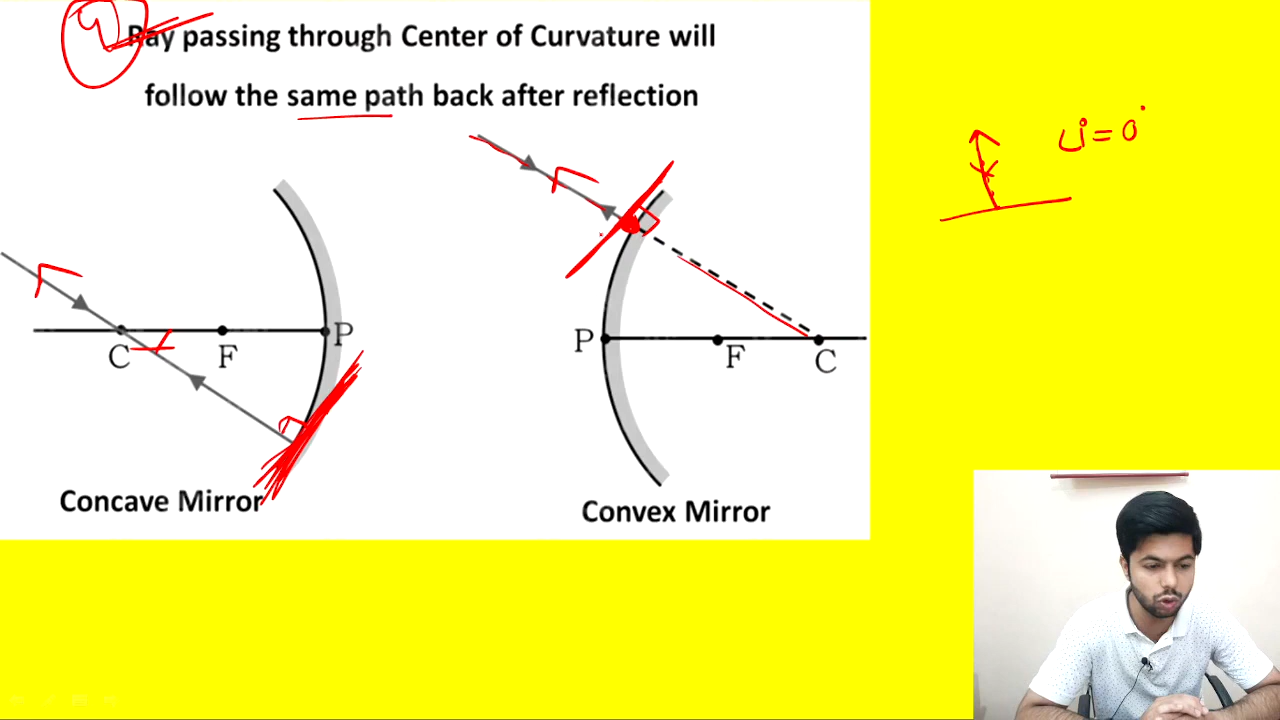 Ray passing through Center of Curvature will
follow the same path back after reflection
∠i = 0°
C
F
P
Concave Mirror
P
F
C
Convex Mirror